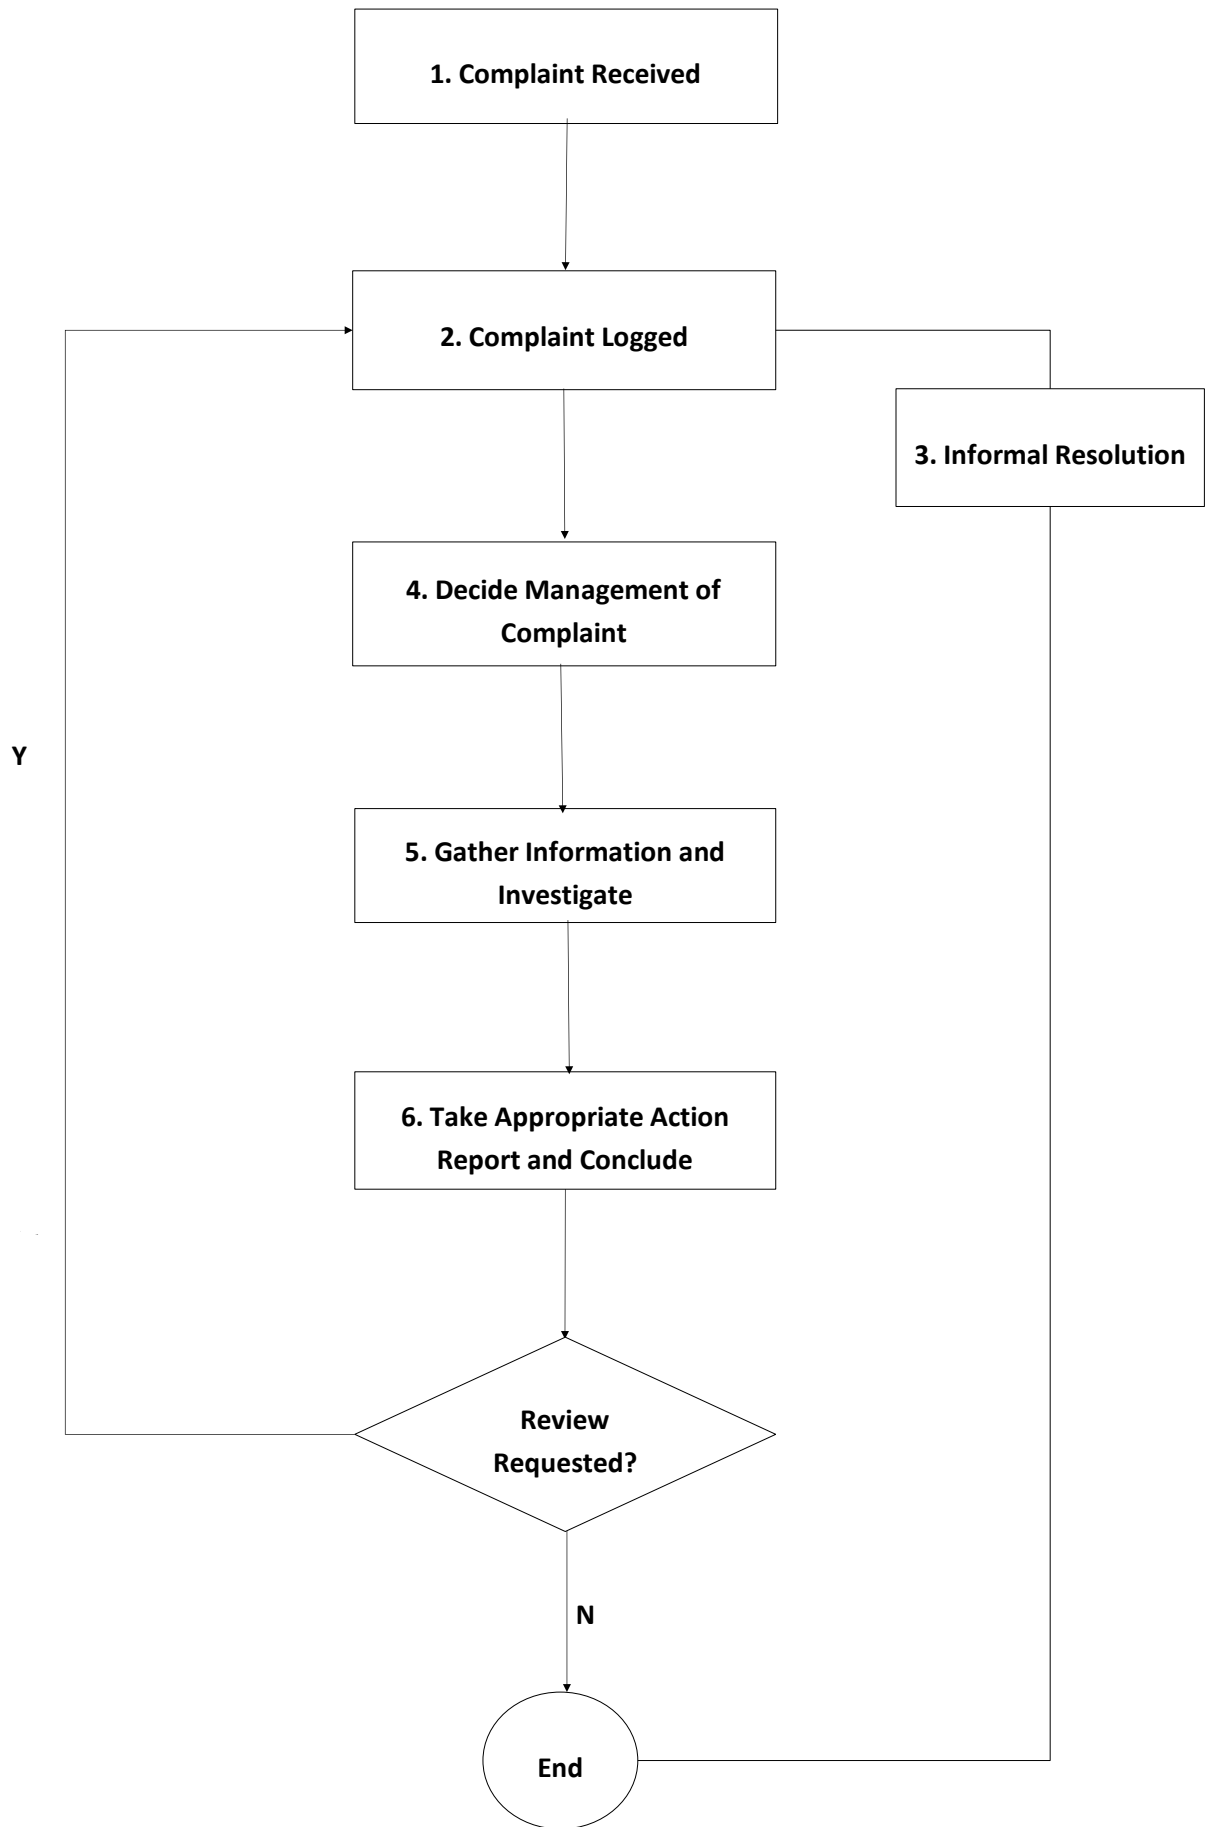 1. Complaint Received
2. Complaint Logged
3. Informal Resolution
4. Decide Management of
Complaint
Y
5. Gather Information and
Investigate
6. Take Appropriate Action
Report and Conclude
Review
Requested?
N
End